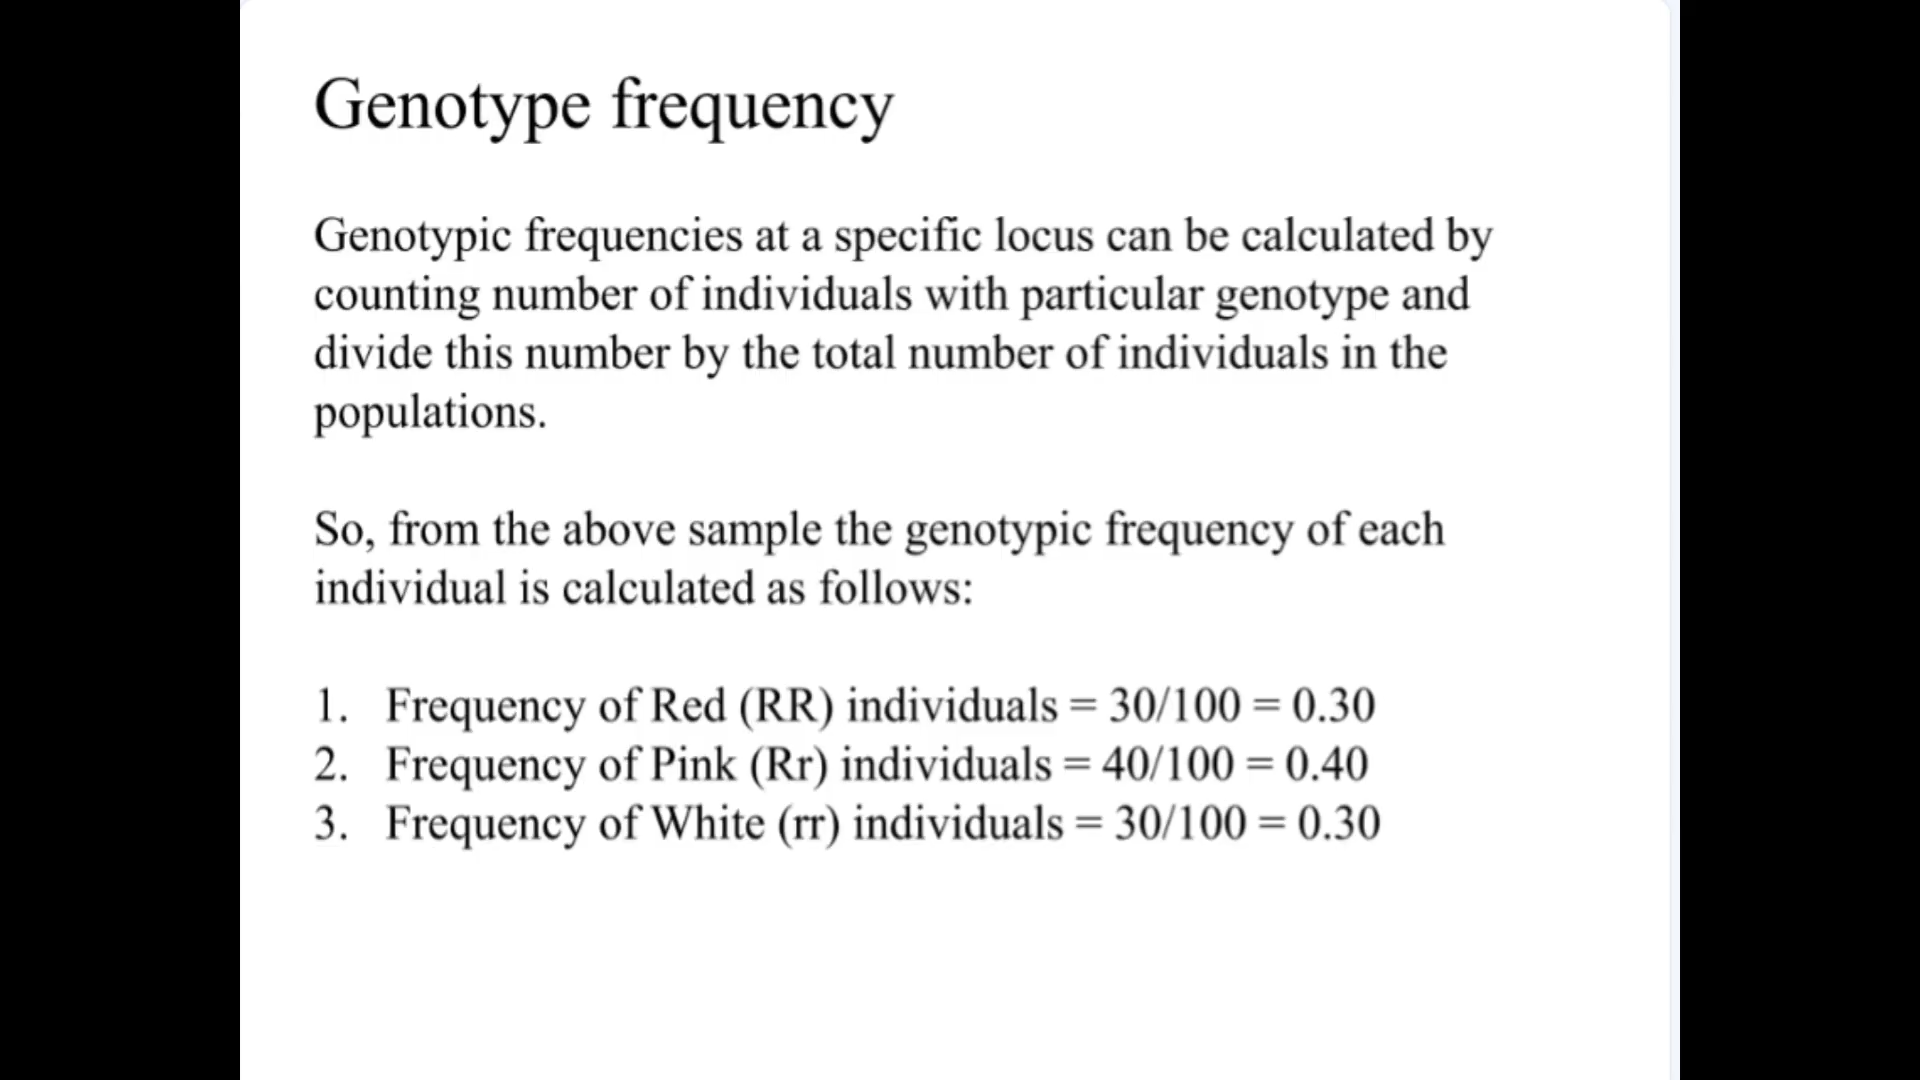 Genotype frequency
Genotypic frequencies at a specific locus can be calculated by
counting number of individuals with particular genotype and
divide this number by the total number of individuals in the
populations.
So, from the above sample the genotypic frequency of each
individual is calculated as follows:
1. Frequency of Red (RR) individuals = 30/100 = 0.30
2. Frequency of Pink (Rr) individuals = 40/100 = 0.40
3. Frequency of White (rr) individuals = 30/100 = 0.30